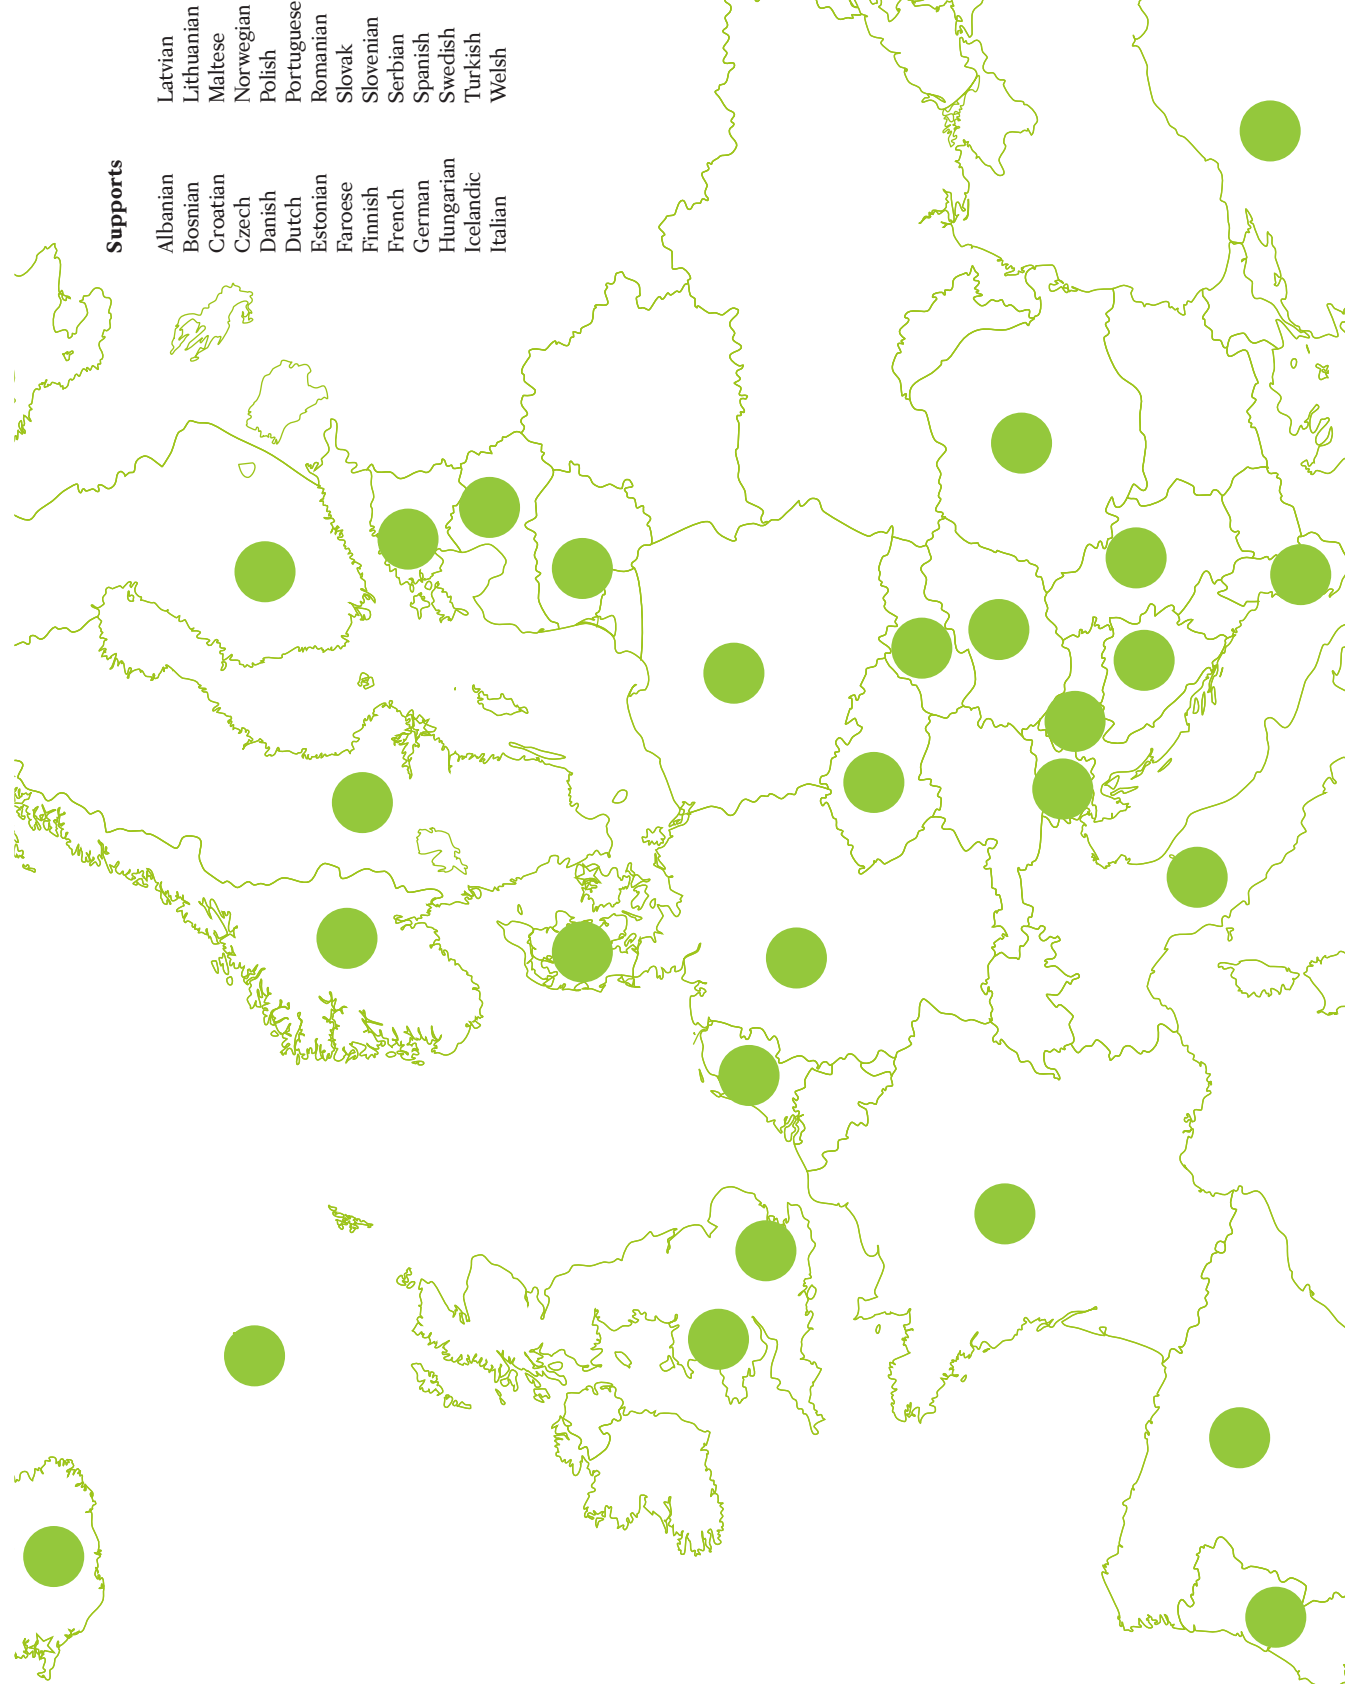 Supports
Albanian
Bosnian
Croatian
Czech
Danish
Dutch
Estonian
Faroese
Finnish
French
German
Hungarian
Icelandic
Italian
Latvian
Lithuanian
Maltese
Norwegian
Polish
Portuguese
Romanian
Slovak
Slovenian
Serbian
Spanish
Swedish
Turkish
Welsh